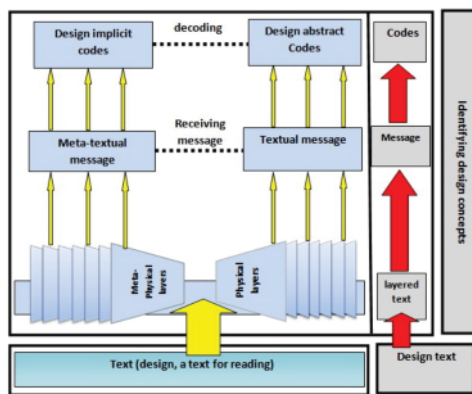 Design implicit
codes
decoding
Design abstract
Codes
Codes
Meta-textual
message
Receiving
message
Textual message
Message
Meta-
Physical
layers
Physical
layers
layered
text
Text (design, a text for reading)
Design text
Identifying design concepts